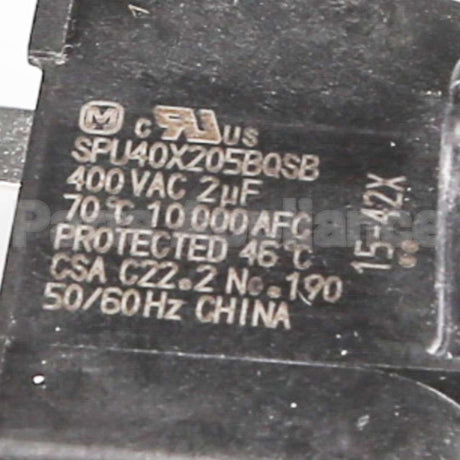 M c RU US
SPU40X205BQSB
400 VAC 2µF
70°C 10 000 AFC
PROTECTED 46°C
CSA C22.2 No.190
50/60Hz CHINA
15-42X